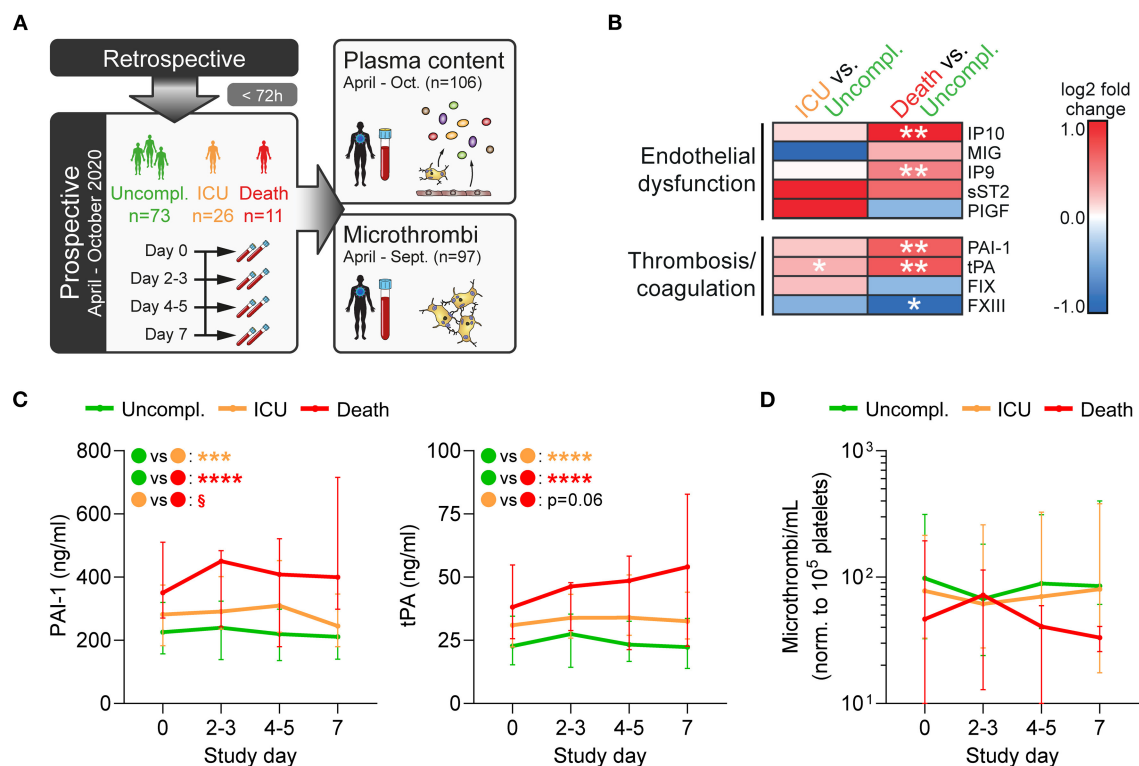 A
Retrospective
< 72h
Prospective
April - October 2020
Uncompl.
n=73
ICU
n=26
Death
n=11
Day 0
Day 2-3
Day 4-5
Day 7
Plasma content
April - Oct. (n=106)
Microthrombi
April - Sept. (n=97)
B
ICU vs.
Uncompl.
Death vs.
Uncompl.
log2 fold
change
1.0
0.0
-1.0
Endothelial
dysfunction
IP10
**
MIG
IP9
**
sST2
PIGF
Thrombosis/
coagulation
PAI-1
**
tPA
* **
FIX
FXIII
*
C
Uncompl. ICU Death
PAI-1 (ng/ml)
800
600
400
200
0
vs : ***
vs : ****
vs : §
0 2-3 4-5 7
Study day
tPA (ng/ml)
100
75
50
25
0
vs : ****
vs : ****
vs : p=0.06
0 2-3 4-5 7
Study day
D
Uncompl. ICU Death
Microthrombi/mL
(norm. to 10⁵ platelets)
10³
10²
10¹
0 2-3 4-5 7
Study day